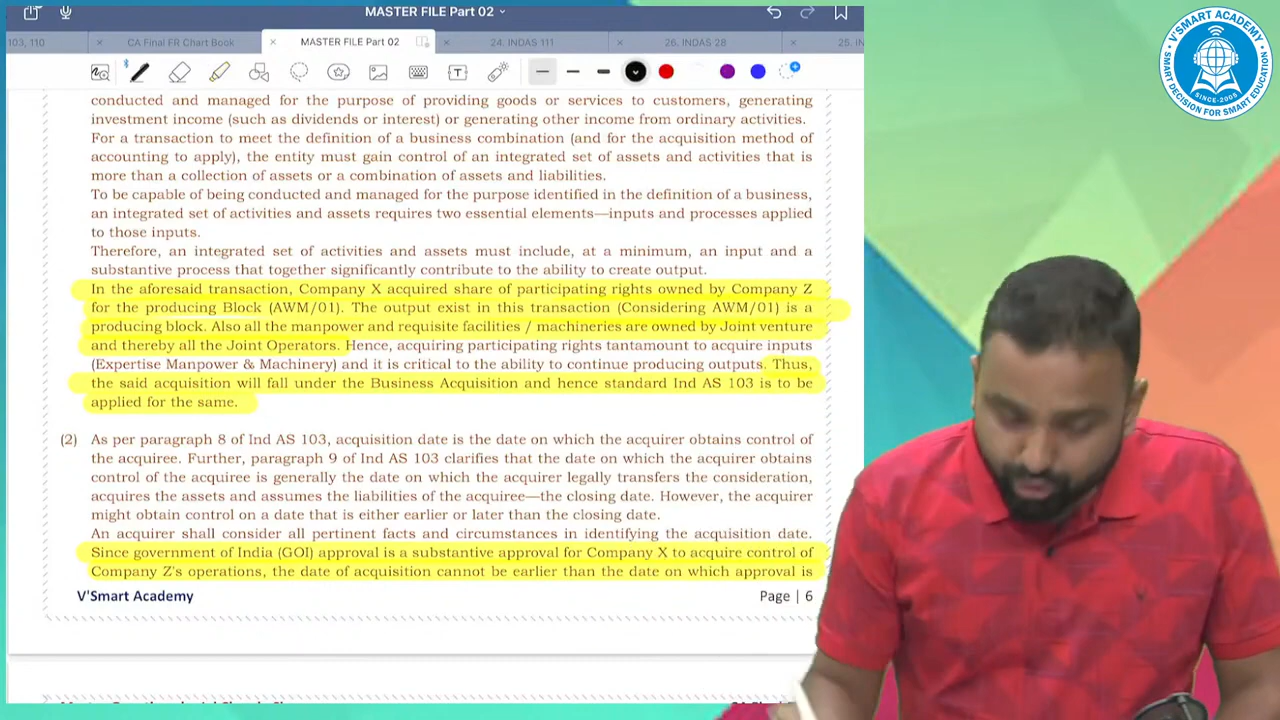 MASTER FILE Part 02
103, 110
CA Final FR Chart Book
MASTER FILE Part 02
24. INDAS 111
26. INDAS 28
25. IN
conducted and managed for the purpose of providing goods or services to customers, generating
investment income (such as dividends or interest) or generating other income from ordinary activities.
For a transaction to meet the definition of a business combination (and for the acquisition method of
accounting to apply), the entity must gain control of an integrated set of assets and activities that is
more than a collection of assets or a combination of assets and liabilities.
To be capable of being conducted and managed for the purpose identified in the definition of a business,
an integrated set of activities and assets requires two essential elements—inputs and processes applied
to those inputs.
Therefore, an integrated set of activities and assets must include, at a minimum, an input and a
substantive process that together significantly contribute to the ability to create output.
In the aforesaid transaction, Company X acquired share of participating rights owned by Company Z
for the producing Block (AWM/01). The output exist in this transaction (Considering AWM/01) is a
producing block. Also all the manpower and requisite facilities / machineries are owned by Joint venture
and thereby all the Joint Operators. Hence, acquiring participating rights tantamount to acquire inputs
(Expertise Manpower & Machinery) and it is critical to the ability to continue producing outputs. Thus,
the said acquisition will fall under the Business Acquisition and hence standard Ind AS 103 is to be
applied for the same.
(2) As per paragraph 8 of Ind AS 103, acquisition date is the date on which the acquirer obtains control of
the acquiree. Further, paragraph 9 of Ind AS 103 clarifies that the date on which the acquirer obtains
control of the acquiree is generally the date on which the acquirer legally transfers the consideration,
acquires the assets and assumes the liabilities of the acquiree—the closing date. However, the acquirer
might obtain control on a date that is either earlier or later than the closing date.
An acquirer shall consider all pertinent facts and circumstances in identifying the acquisition date.
Since government of India (GOI) approval is a substantive approval for Company X to acquire control of
Company Z's operations, the date of acquisition cannot be earlier than the date on which approval is
V'Smart Academy
Page | 6
V'SMART ACADEMY
SINCE-2005
SMART DECISION FOR SMART EDUCATION